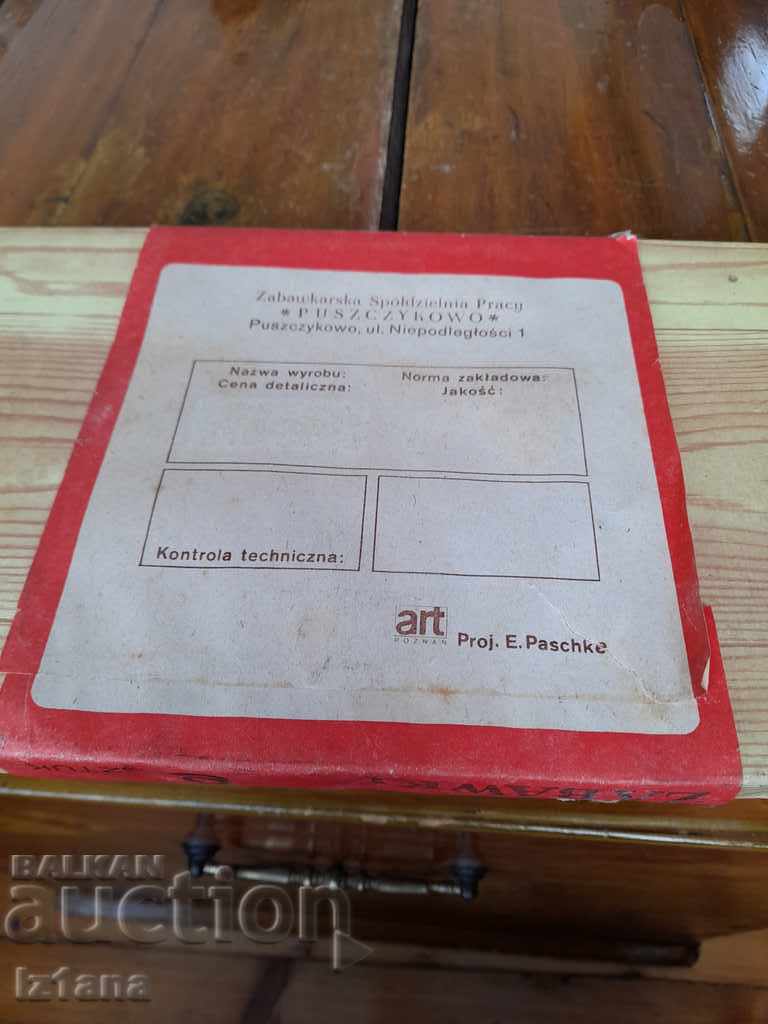 Zabawkarska Spółdzielnia Pracy
*PUSZCZYKOWO*
Puszczykowo, ul. Niepodległości 1
Nazwa wyrobu: Norma zakładowa:
Cena detaliczna: Jakość:
Kontrola techniczna:
art
POZNAŃ
Proj. E. Paschke
BALKAN
auction
Iz1ana